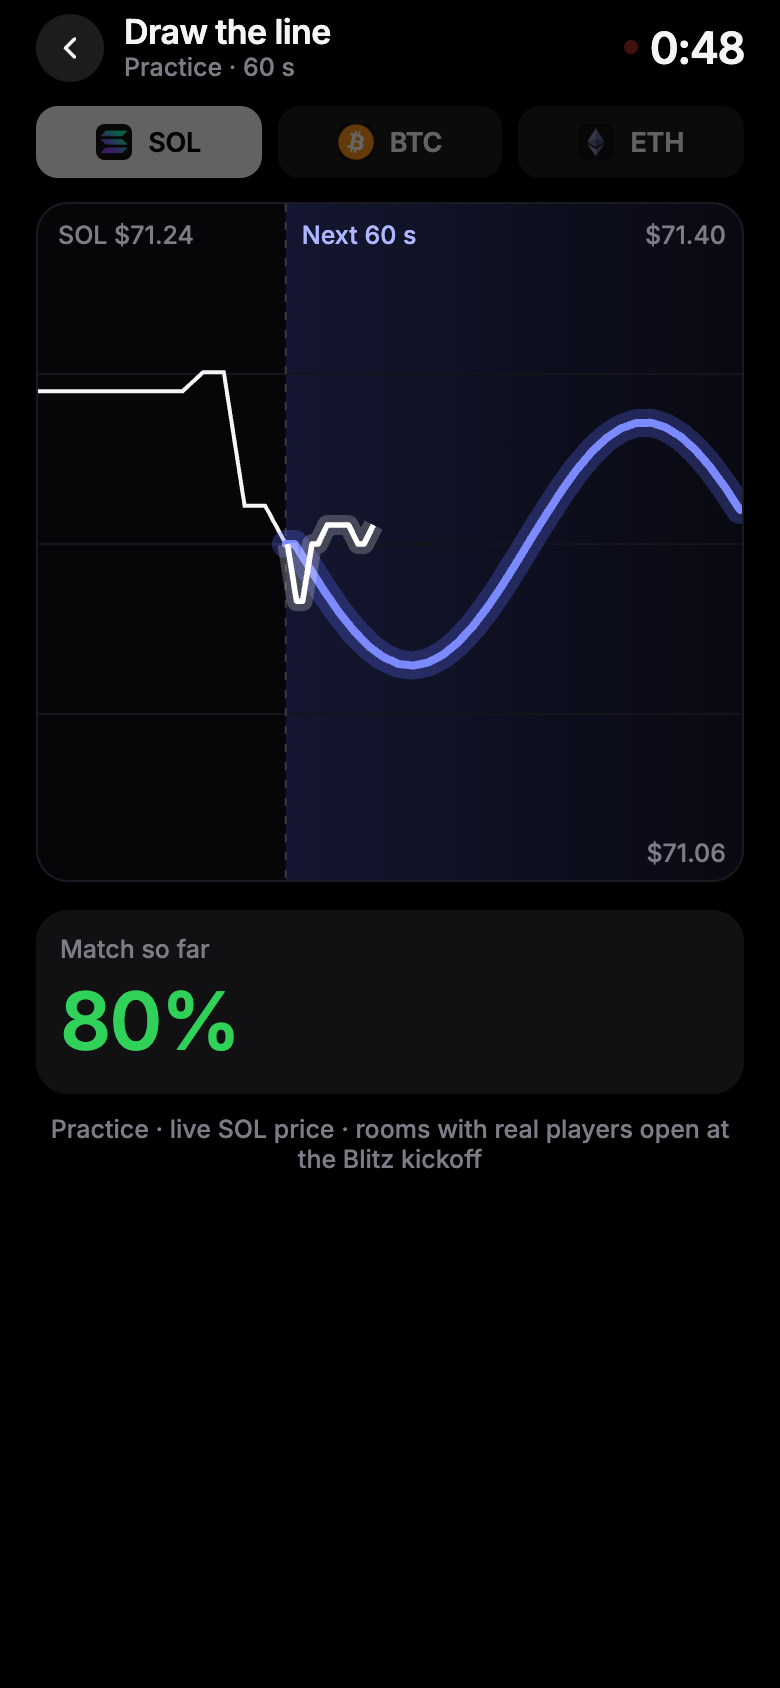 Draw the line
Practice · 60 s
0:48
SOL
BTC
ETH
SOL $71.24
Next 60 s
$71.40
$71.06
Match so far
80%
Practice · live SOL price · rooms with real players open at
the Blitz kickoff